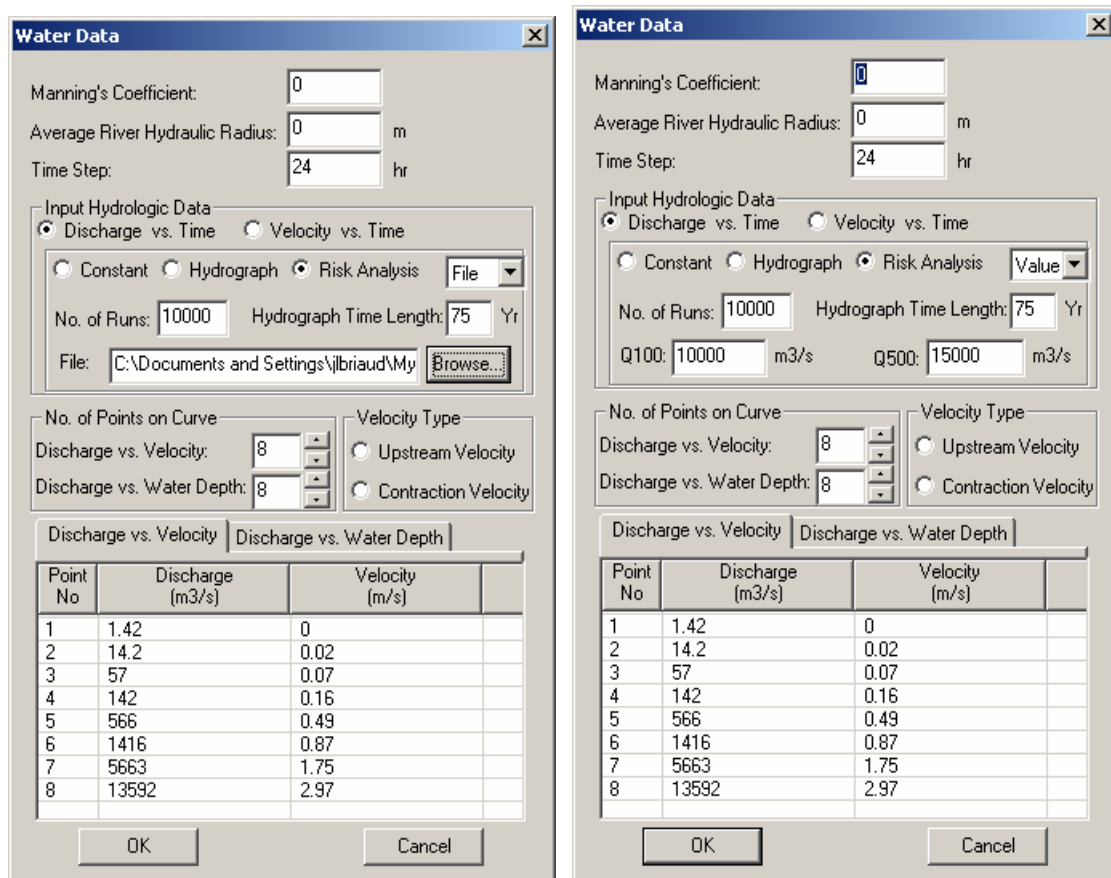 Water Data
Manning's Coefficient: 0
Average River Hydraulic Radius: 0 m
Time Step: 24 hr
Input Hydrologic Data
Discharge vs. Time Velocity vs. Time
Constant Hydrograph Risk Analysis File
No. of Runs: 10000 Hydrograph Time Length: 75 Yr
File: C:\Documents and Settings\jlbriaud\My Browse...
No. of Points on Curve Velocity Type
Discharge vs. Velocity: 8 Upstream Velocity
Discharge vs. Water Depth: 8 Contraction Velocity
Discharge vs. Velocity Discharge vs. Water Depth
Point No Discharge (m3/s) Velocity (m/s)
1 1.42 0
2 14.2 0.02
3 57 0.07
4 142 0.16
5 566 0.49
6 1416 0.87
7 5663 1.75
8 13592 2.97
OK Cancel
Water Data
Manning's Coefficient: 0
Average River Hydraulic Radius: 0 m
Time Step: 24 hr
Input Hydrologic Data
Discharge vs. Time Velocity vs. Time
Constant Hydrograph Risk Analysis Value
No. of Runs: 10000 Hydrograph Time Length: 75 Yr
Q100: 10000 m3/s Q500: 15000 m3/s
No. of Points on Curve Velocity Type
Discharge vs. Velocity: 8 Upstream Velocity
Discharge vs. Water Depth: 8 Contraction Velocity
Discharge vs. Velocity Discharge vs. Water Depth
Point No Discharge (m3/s) Velocity (m/s)
1 1.42 0
2 14.2 0.02
3 57 0.07
4 142 0.16
5 566 0.49
6 1416 0.87
7 5663 1.75
8 13592 2.97
OK Cancel